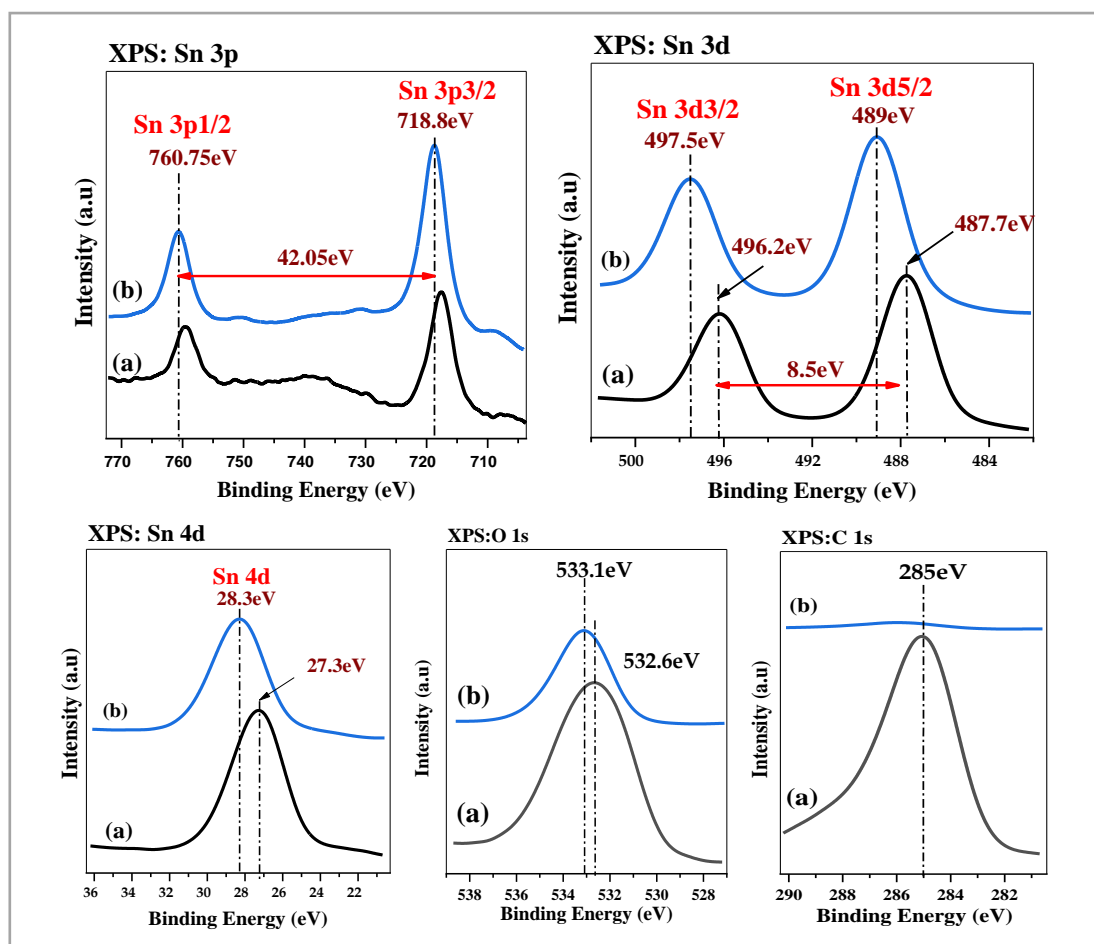 XPS: Sn 3p
Sn 3p1/2
760.75eV
Sn 3p3/2
718.8eV
42.05eV
(b)
(a)
Intensity (a.u)
770 760 750 740 730 720 710
Binding Energy (eV)
XPS: Sn 3d
Sn 3d3/2
497.5eV
Sn 3d5/2
489eV
496.2eV
487.7eV
8.5eV
(b)
(a)
Intensity (a.u)
500 496 492 488 484
Binding Energy (eV)
XPS: Sn 4d
Sn 4d
28.3eV
27.3eV
(b)
(a)
Intensity (a.u)
36 34 32 30 28 26 24 22
Binding Energy (eV)
XPS:O 1s
533.1eV
532.6eV
(b)
(a)
Intensity (a.u)
538 536 534 532 530 528
Binding Energy (eV)
XPS:C 1s
285eV
(b)
(a)
Intensity (a.u)
290 288 286 284 282
Binding Energy (eV)